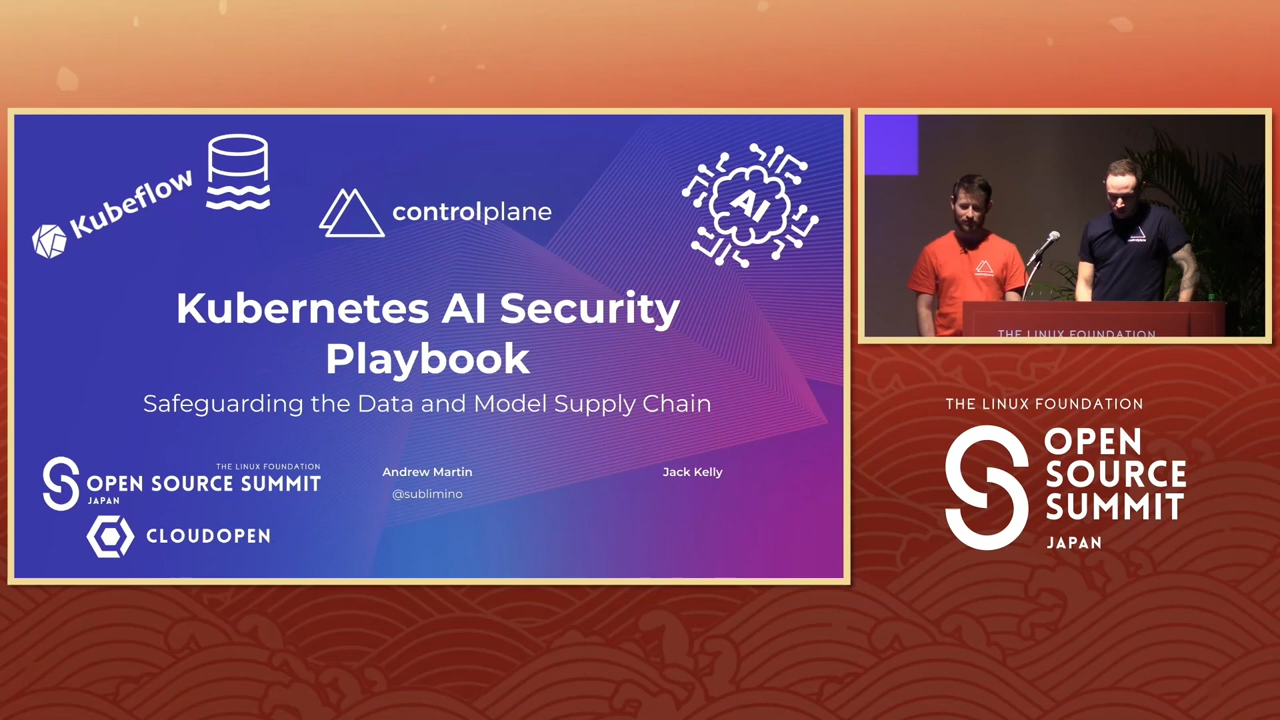 Kubeflow
controlplane
AI
Kubernetes AI Security
Playbook
Safeguarding the Data and Model Supply Chain
THE LINUX FOUNDATION
OPEN SOURCE SUMMIT
JAPAN
CLOUDOPEN
Andrew Martin
@sublimino
Jack Kelly
THE LINUX FOUNDATION
THE LINUX FOUNDATION
OPEN
SOURCE
SUMMIT
JAPAN